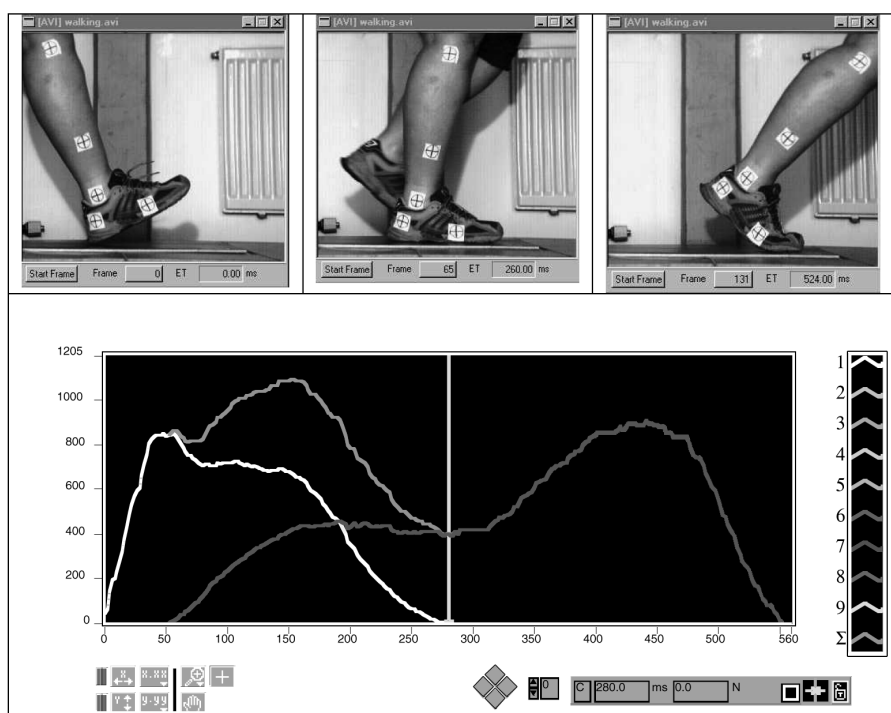 [AVI] walking.avi
Start Frame Frame 0 ET 0.00 ms
[AVI] walking.avi
Start Frame Frame 65 ET 260.00 ms
[AVI] walking.avi
Start Frame Frame 131 ET 524.00 ms
1205
1000
800
600
400
200
0
0 50 100 150 200 250 300 350 400 450 500 560
1
2
3
4
5
6
7
8
9
Σ
X X.XX
Y Y.YY
0
C 280.0 ms 0.0 N